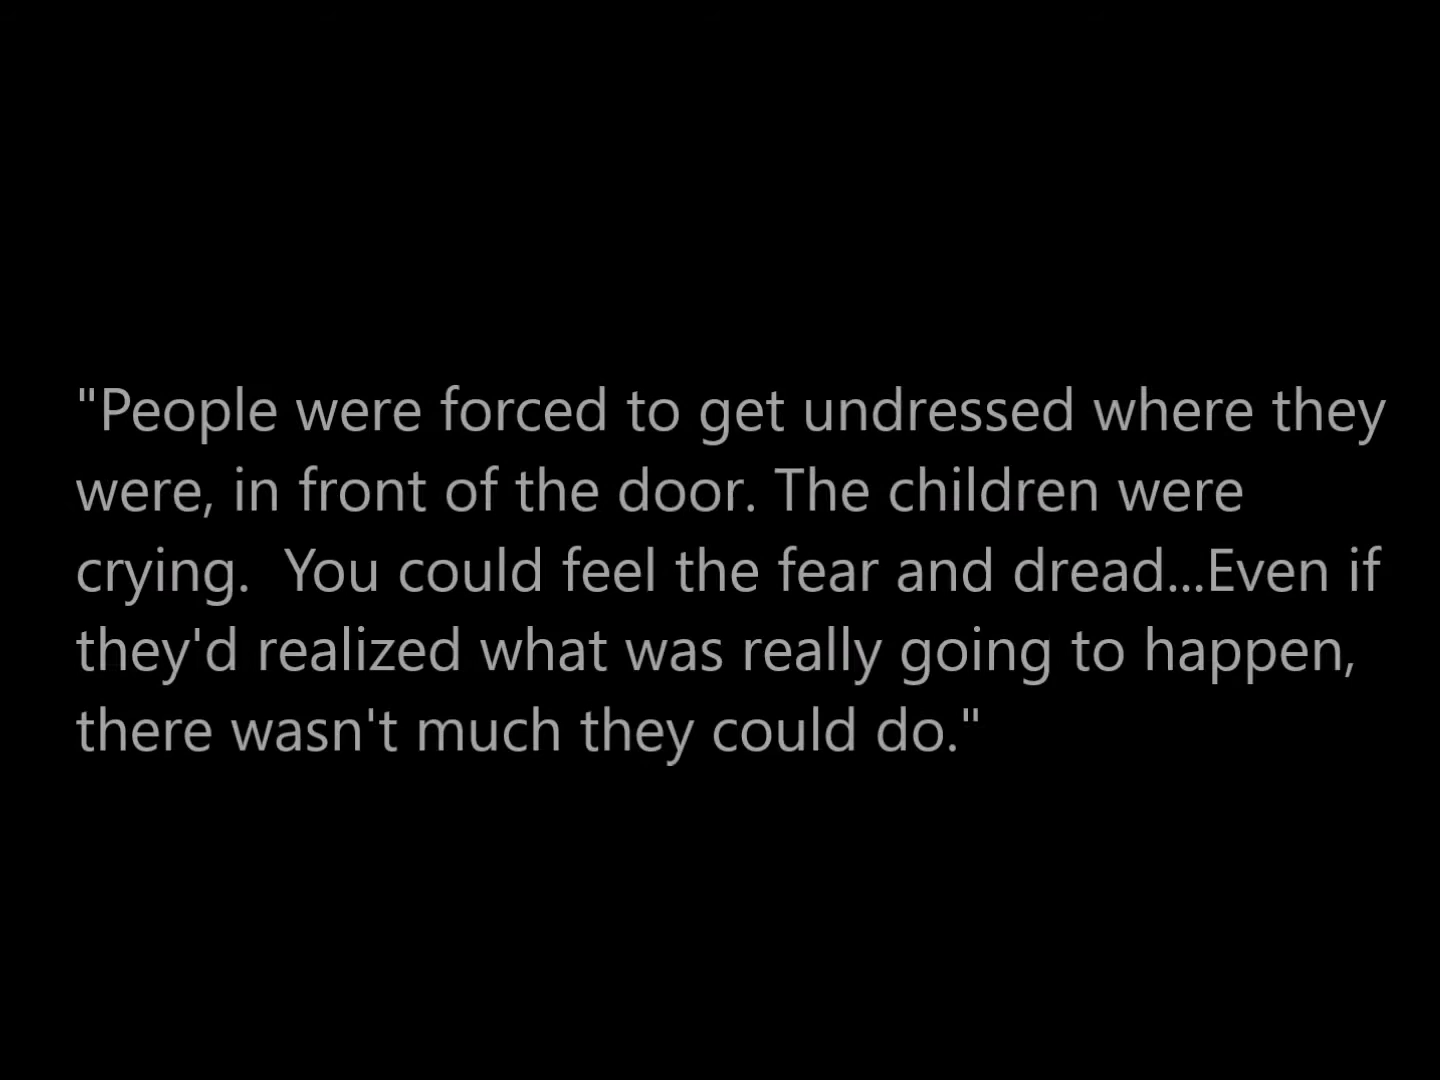 "People were forced to get undressed where they
were, in front of the door. The children were
crying.  You could feel the fear and dread...Even if
they'd realized what was really going to happen,
there wasn't much they could do."